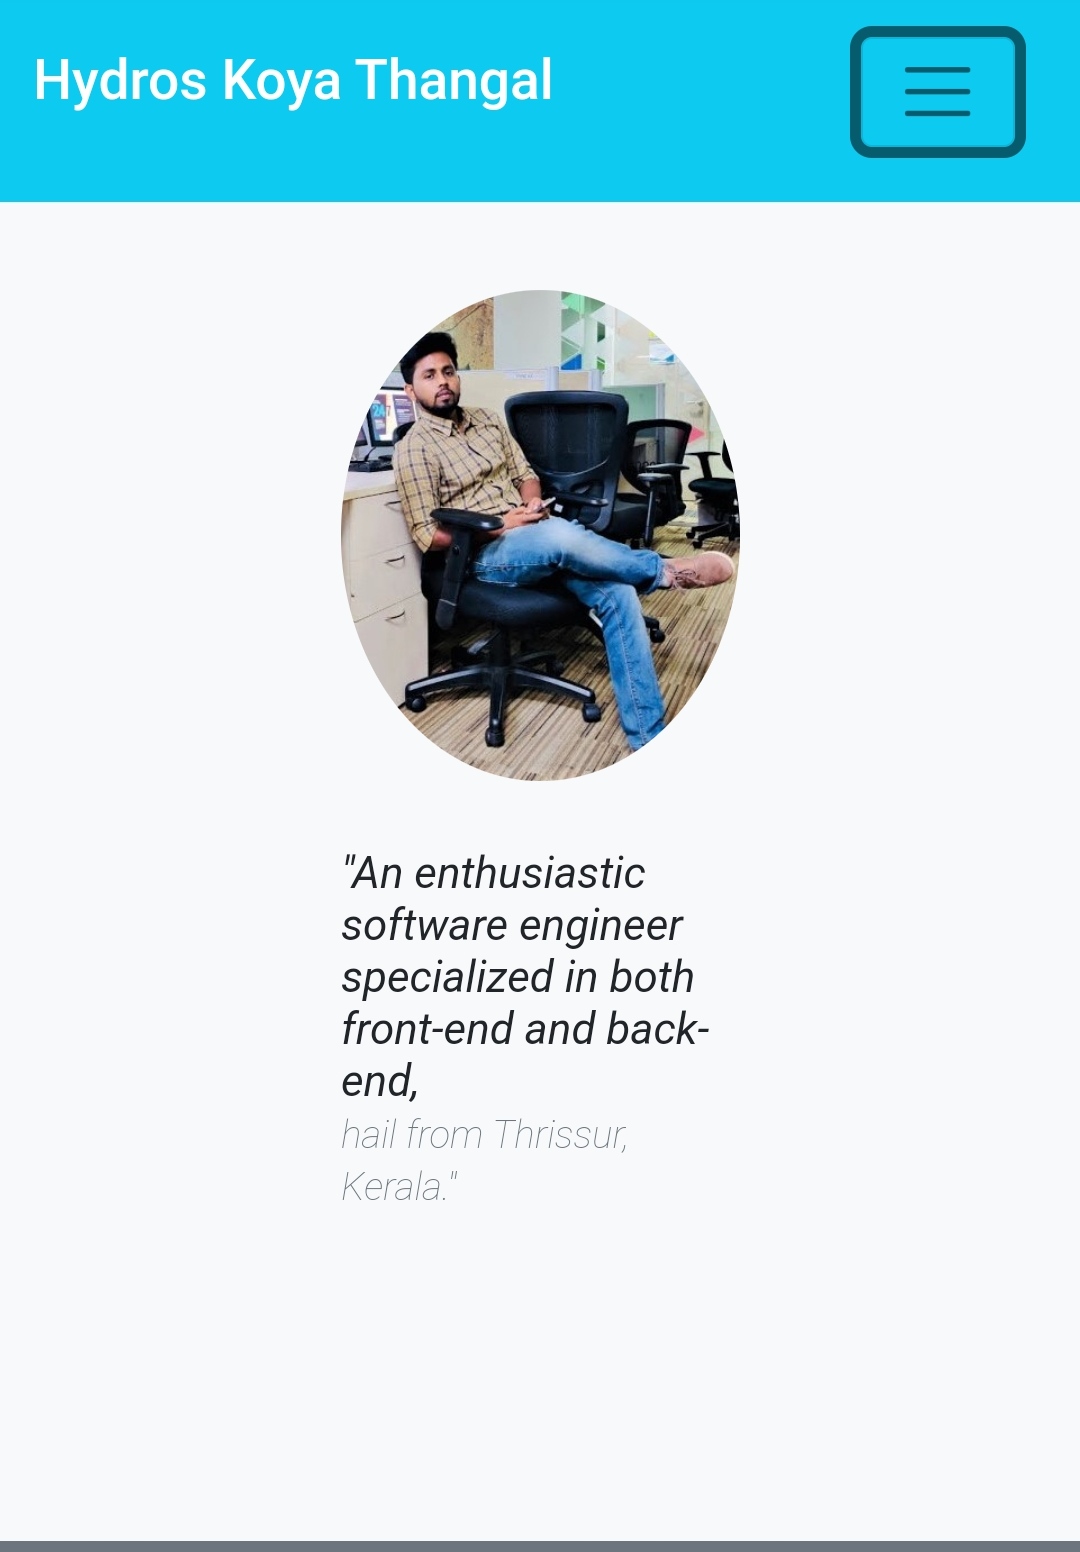 Hydros Koya Thangal
"An enthusiastic
software engineer
specialized in both
front-end and back-
end,
hail from Thrissur,
Kerala."